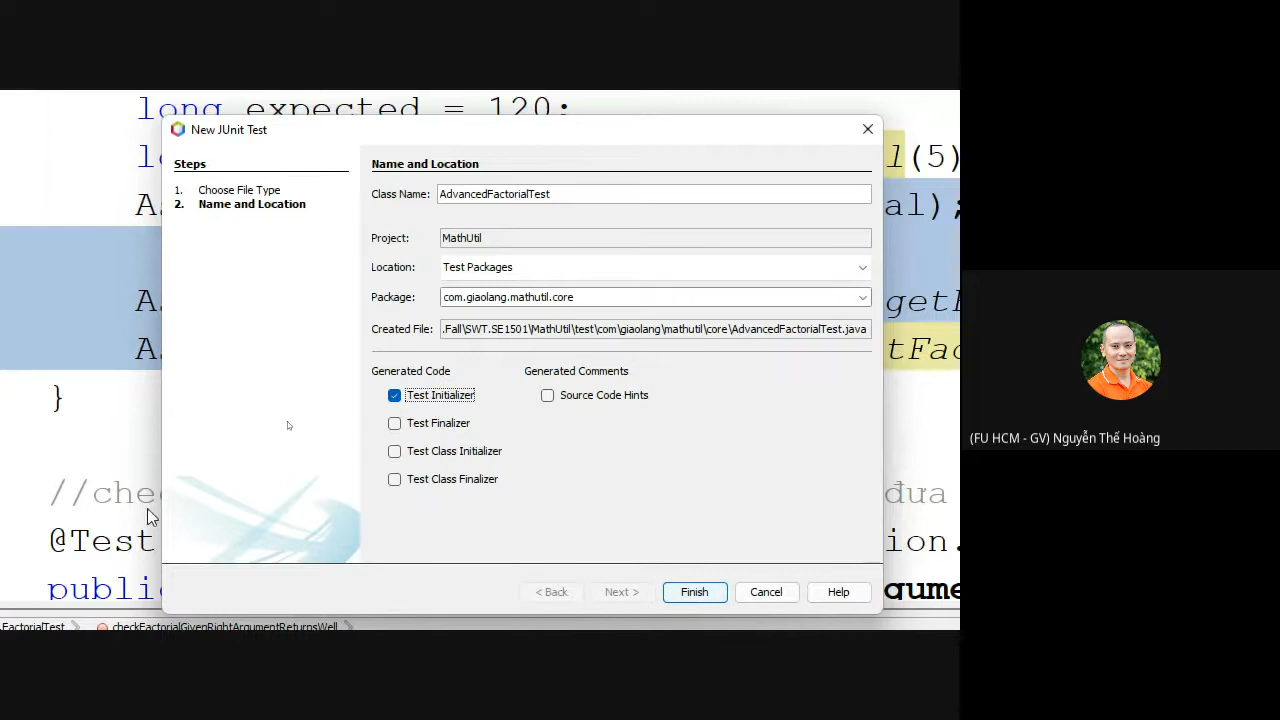 long expected = 120;
New JUnit Test
Steps
1. Choose File Type
2. Name and Location
Name and Location
Class Name: AdvancedFactorialTest
Project: MathUtil
Location: Test Packages
Package: com.giaolang.mathutil.core
Created File: .Fall\SWT.SE1501\MathUtil\test\com\giaolang\mathutil\core\AdvancedFactorialTest.java
Generated Code
Generated Comments
Test Initializer
Source Code Hints
Test Finalizer
Test Class Initializer
Test Class Finalizer
< Back
Next >
Finish
Cancel
Help
l(5)
al);
}
//che
đưa
@Test
ion.
public
FactorialTest
checkFactorialGivenRightArgumentReturnsWell
(FU HCM - GV) Nguyễn Thế Hoàng